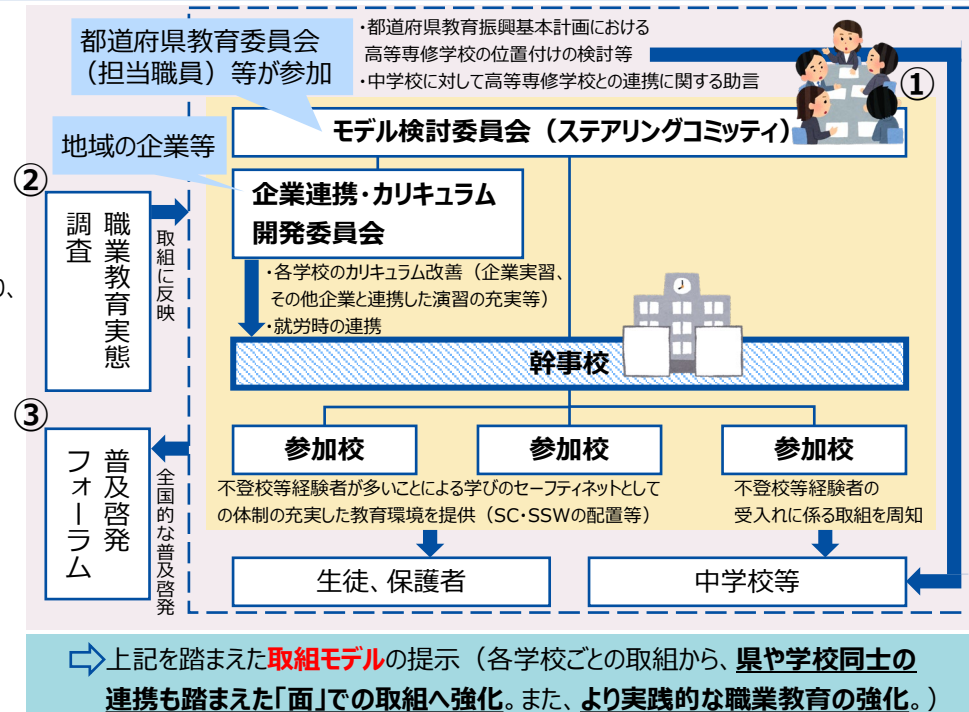 都道府県教育委員会
（担当職員）等が参加
・都道府県教育振興基本計画における
高等専修学校の位置付けの検討等
・中学校に対して高等専修学校との連携に関する助言
①
モデル検討委員会（ステアリングコミッティ）
地域の企業等
企業連携・カリキュラム
開発委員会
②
職業教育実態
調査
取組に反映
、
・各学校のカリキュラム改善（企業実習、
その他企業と連携した演習の充実等）
・就労時の連携
幹事校
③
普及啓発
フォーラム
全国的な普及啓発
参加校
参加校
参加校
不登校等経験者が多いことによる学びのセーフティネットとして
の体制の充実した教育環境を提供（SC・SSWの配置等）
不登校等経験者の
受入れに係る取組を周知
生徒、保護者
中学校等
上記を踏まえた取組モデルの提示（各学校ごとの取組から、県や学校同士の
連携も踏まえた「面」での取組へ強化。また、より実践的な職業教育の強化。）